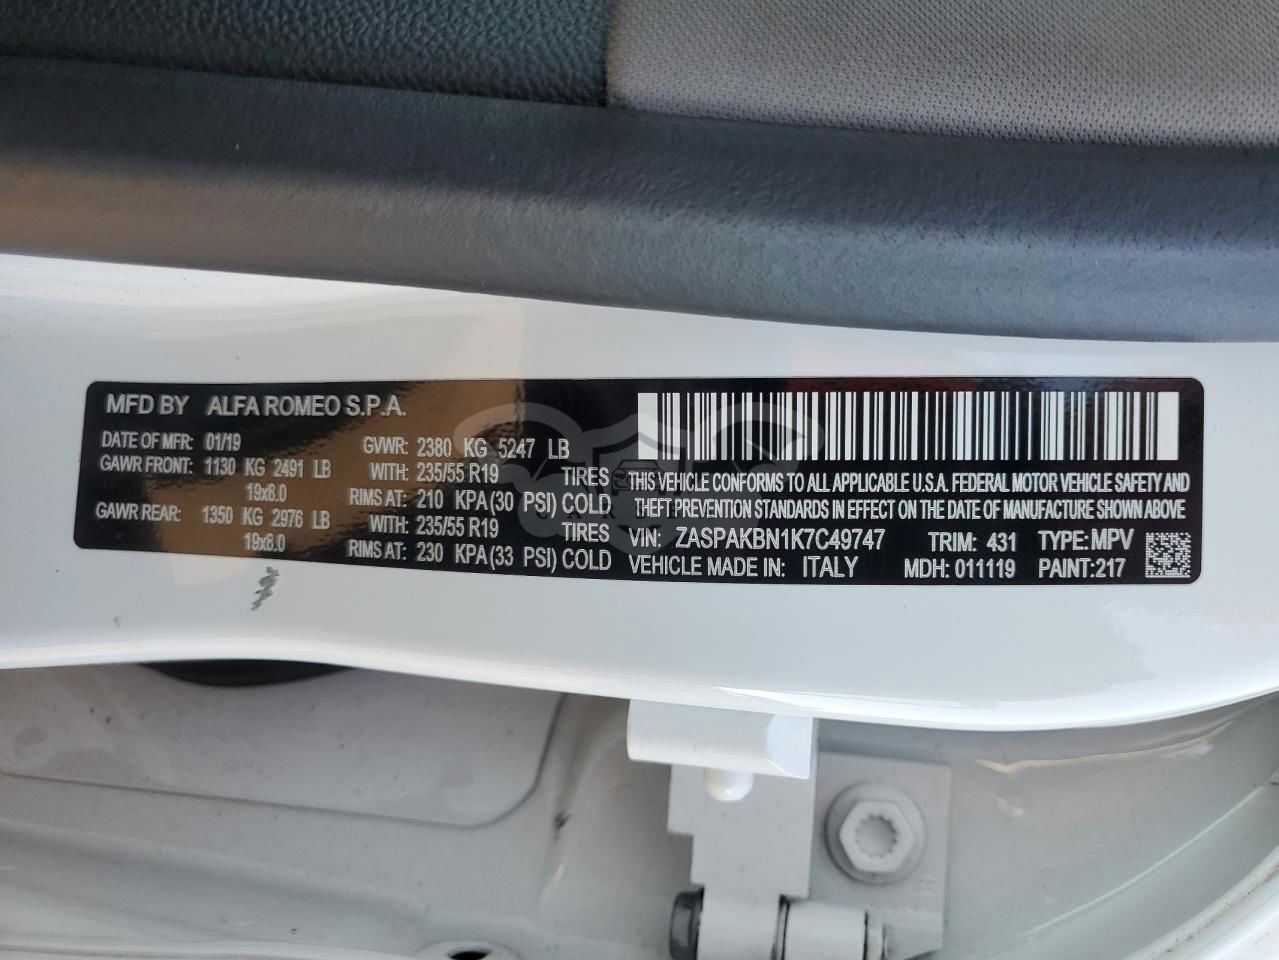 MFD BY ALFA ROMEO S.P.A.
DATE OF MFR: 01/19 GVWR: 2380 KG 5247 LB
GAWR FRONT: 1130 KG 2491 LB WITH: 235/55 R19 TIRES
19x8.0 RIMS AT: 210 KPA(30 PSI) COLD
GAWR REAR: 1350 KG 2976 LB WITH: 235/55 R19 TIRES
19x8.0 RIMS AT: 230 KPA(33 PSI) COLD
THIS VEHICLE CONFORMS TO ALL APPLICABLE U.S.A. FEDERAL MOTOR VEHICLE SAFETY AND
THEFT PREVENTION STANDARDS IN EFFECT ON THE DATE OF MANUFACTURE SHOWN ABOVE
VIN: ZASPAKBN1K7C49747 TRIM: 431 TYPE: MPV
VEHICLE MADE IN: ITALY MDH: 011119 PAINT:217